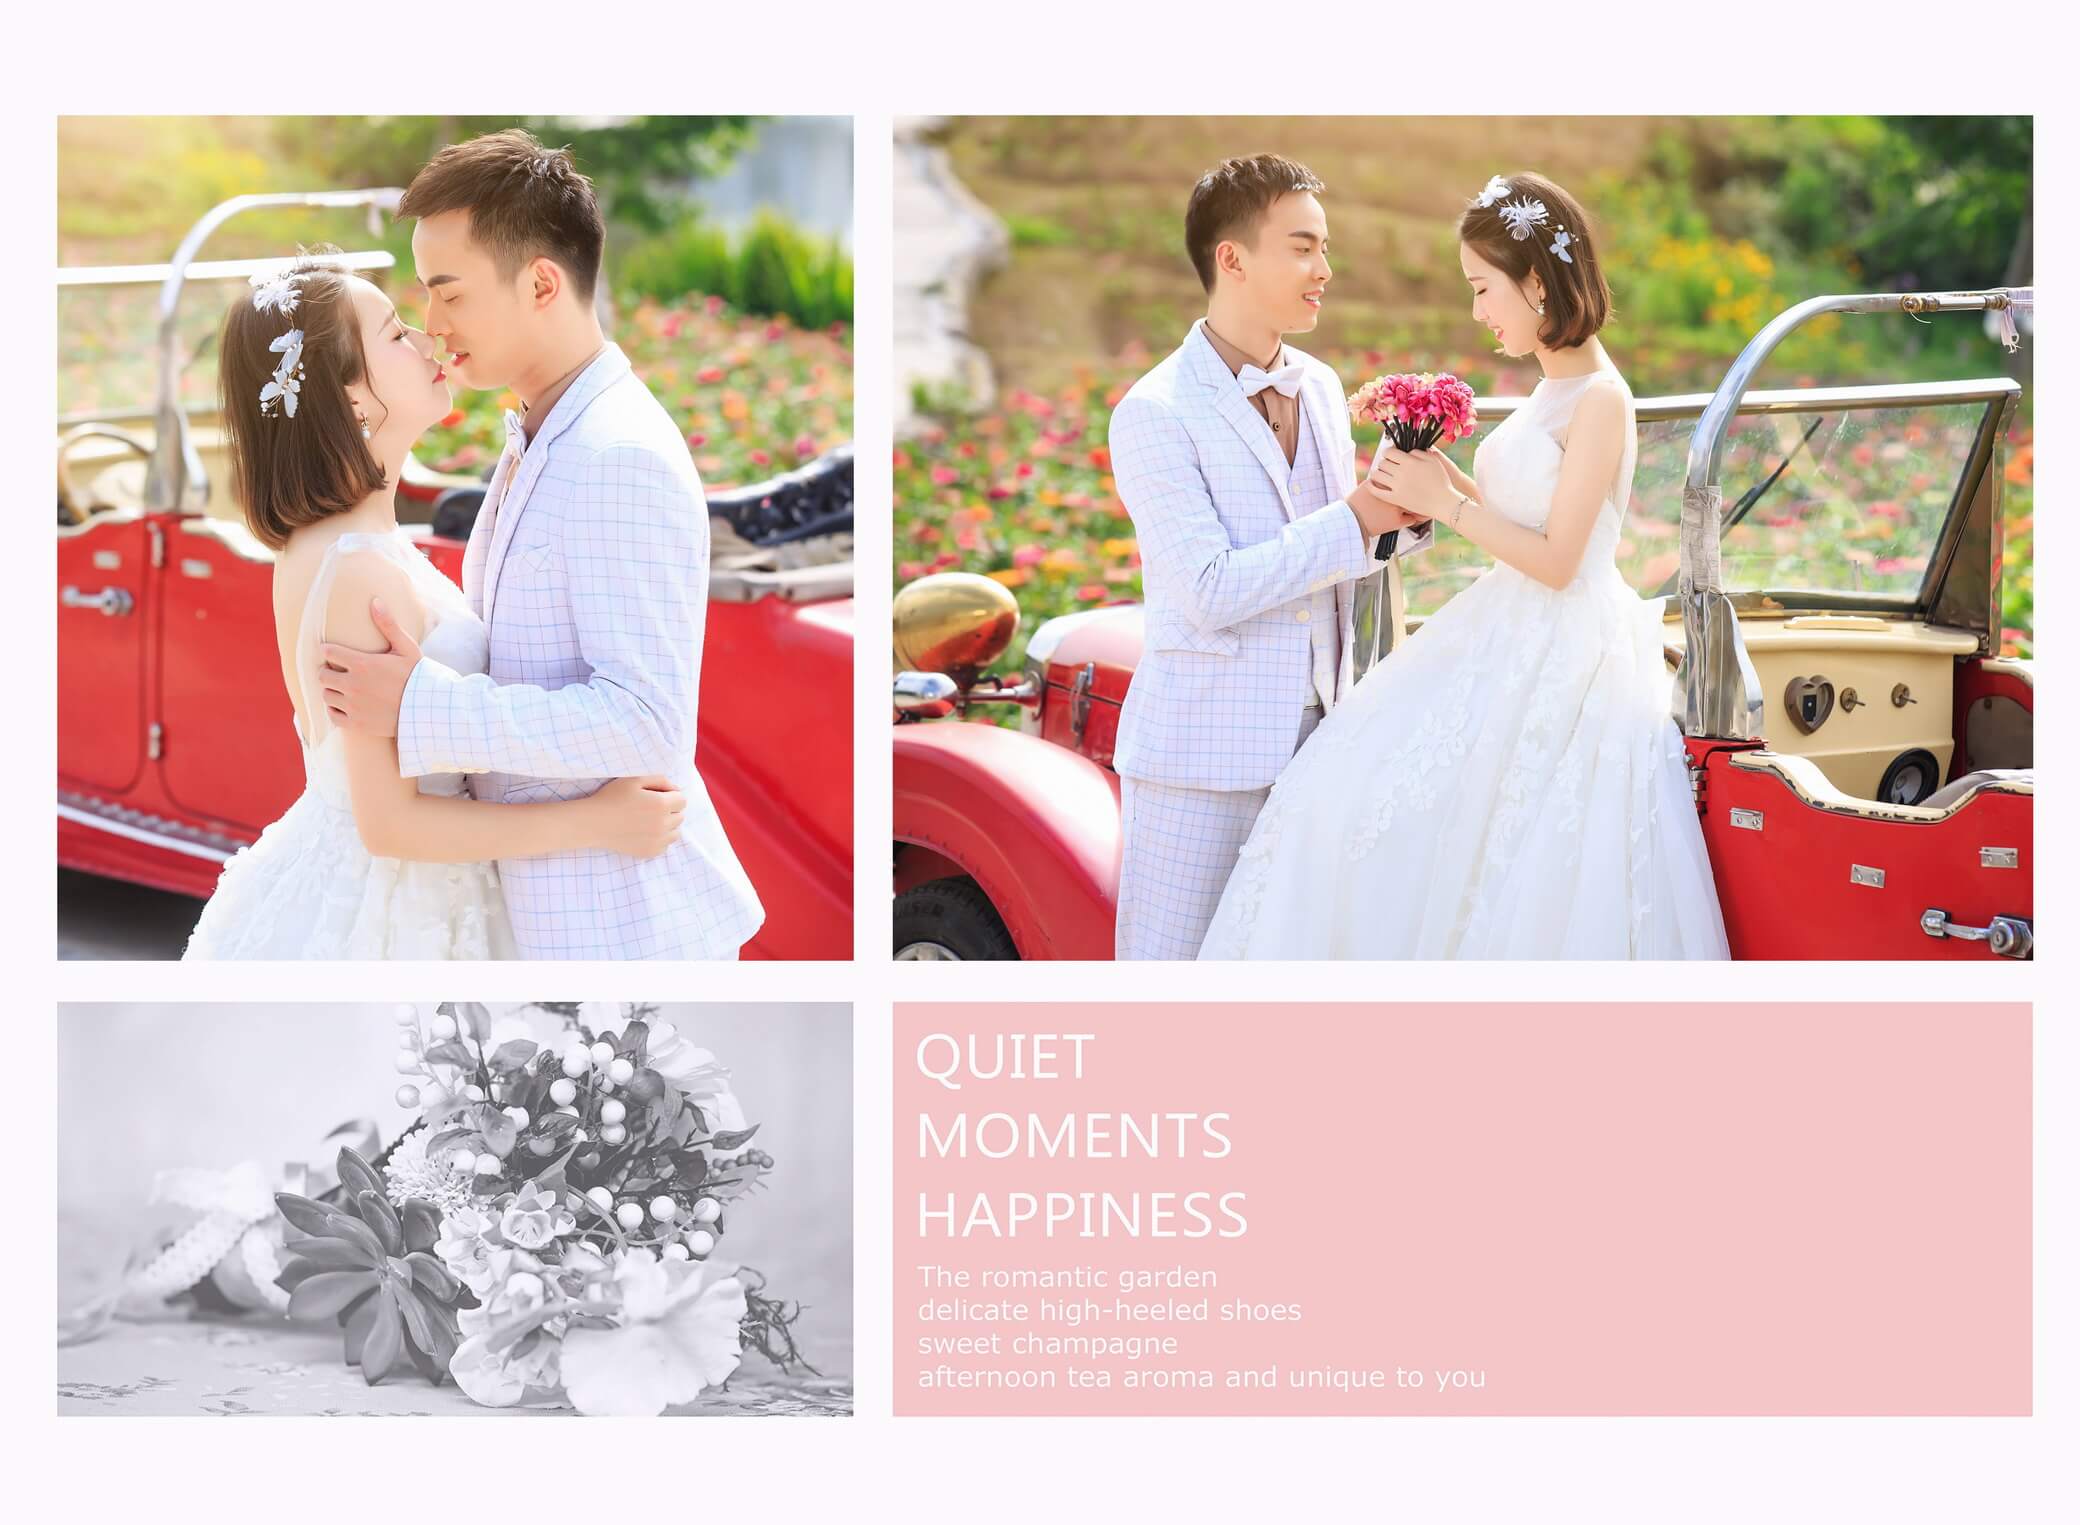 QUIET
MOMENTS
HAPPINESS
The romantic garden
delicate high-heeled shoes
sweet champagne
afternoon tea aroma and unique to you